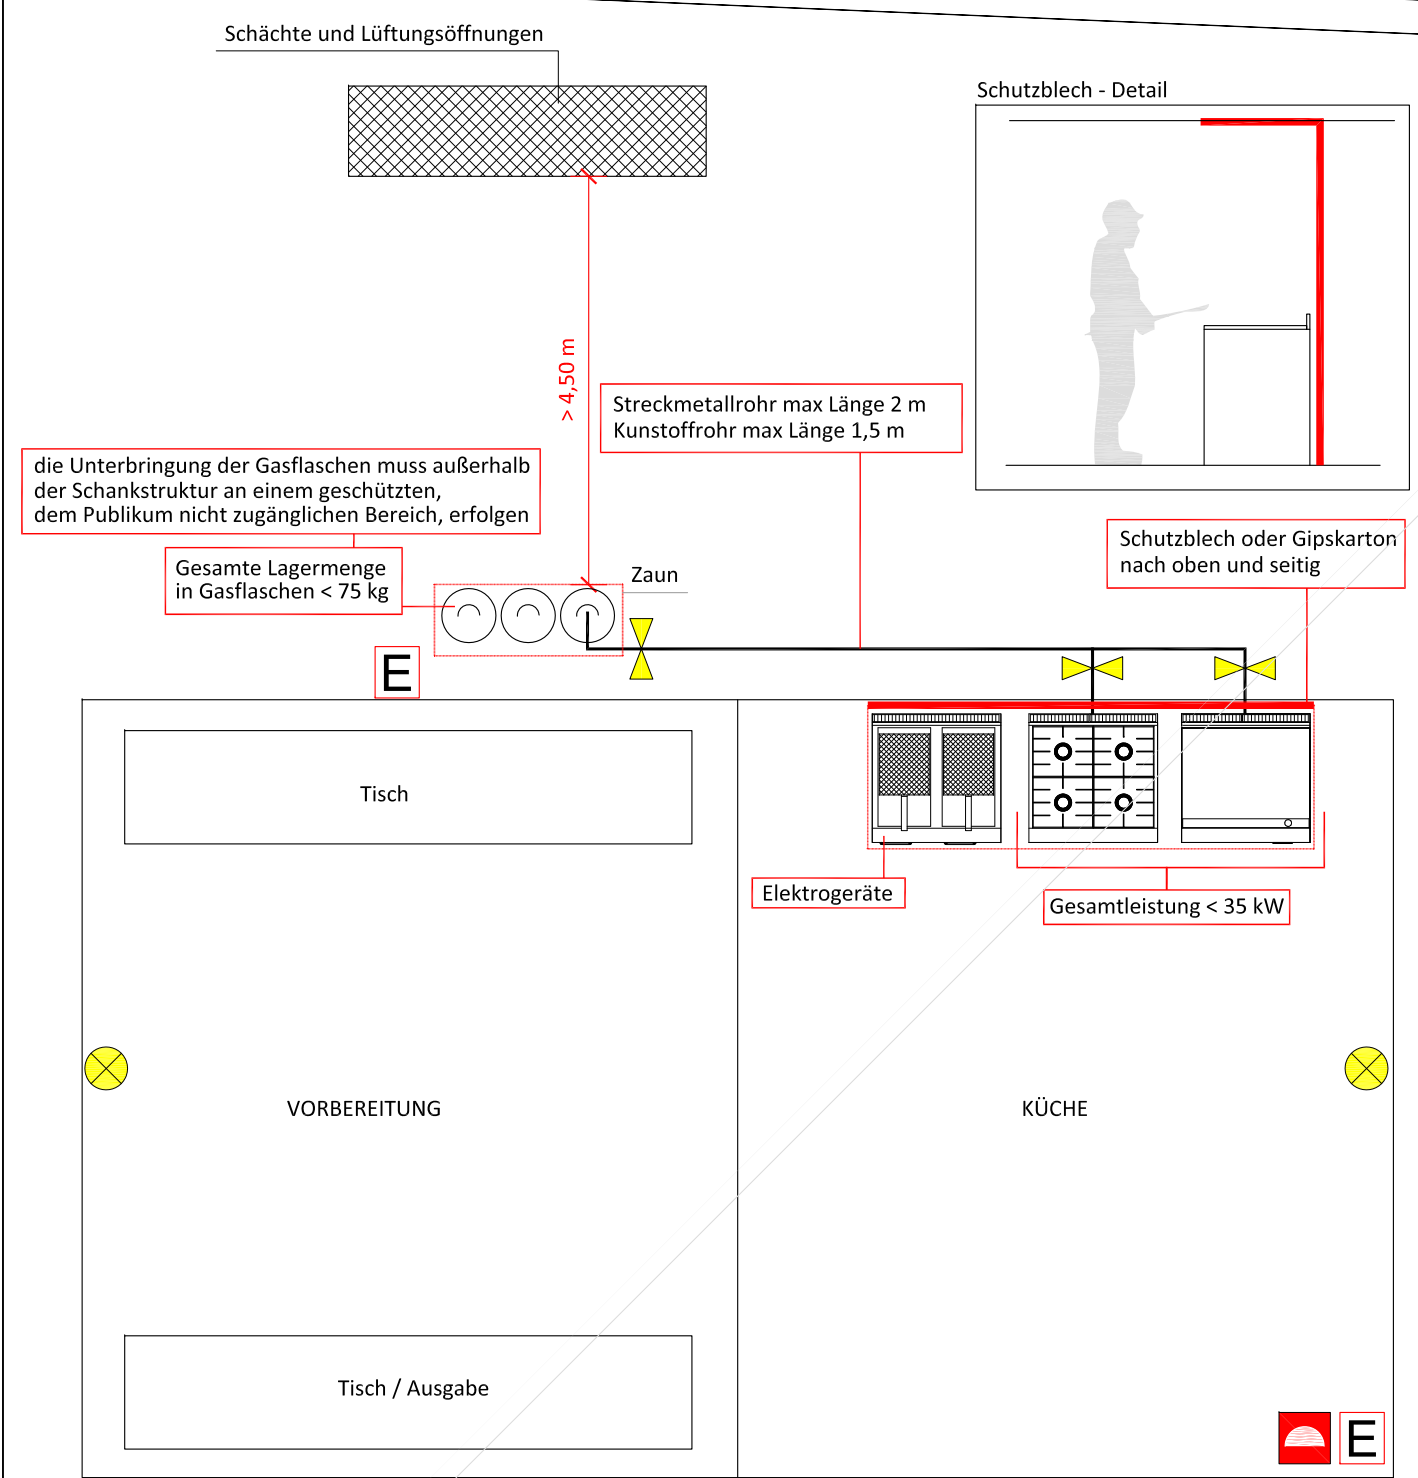 Schächte und Lüftungsöffnungen
Schutzblech - Detail
> 4,50 m
Streckmetallrohr max Länge 2 m
Kunstoffrohr max Länge 1,5 m
die Unterbringung der Gasflaschen muss außerhalb
der Schankstruktur an einem geschützten,
dem Publikum nicht zugänglichen Bereich, erfolgen
Schutzblech oder Gipskarton
nach oben und seitig
Gesamte Lagermenge
in Gasflaschen < 75 kg
Zaun
E
Tisch
Elektrogeräte
Gesamtleistung < 35 kW
VORBEREITUNG
KÜCHE
Tisch / Ausgabe
E